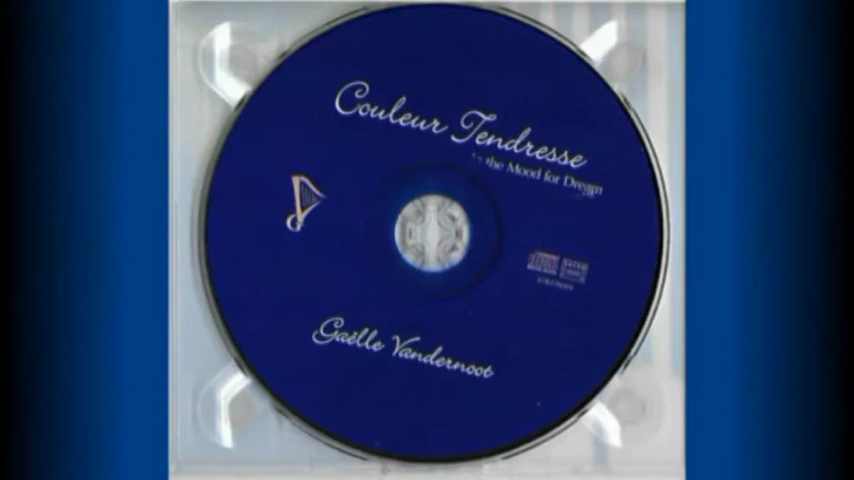 Couleur Tendresse
the Mood for Dream
Gaëlle Vandernoot